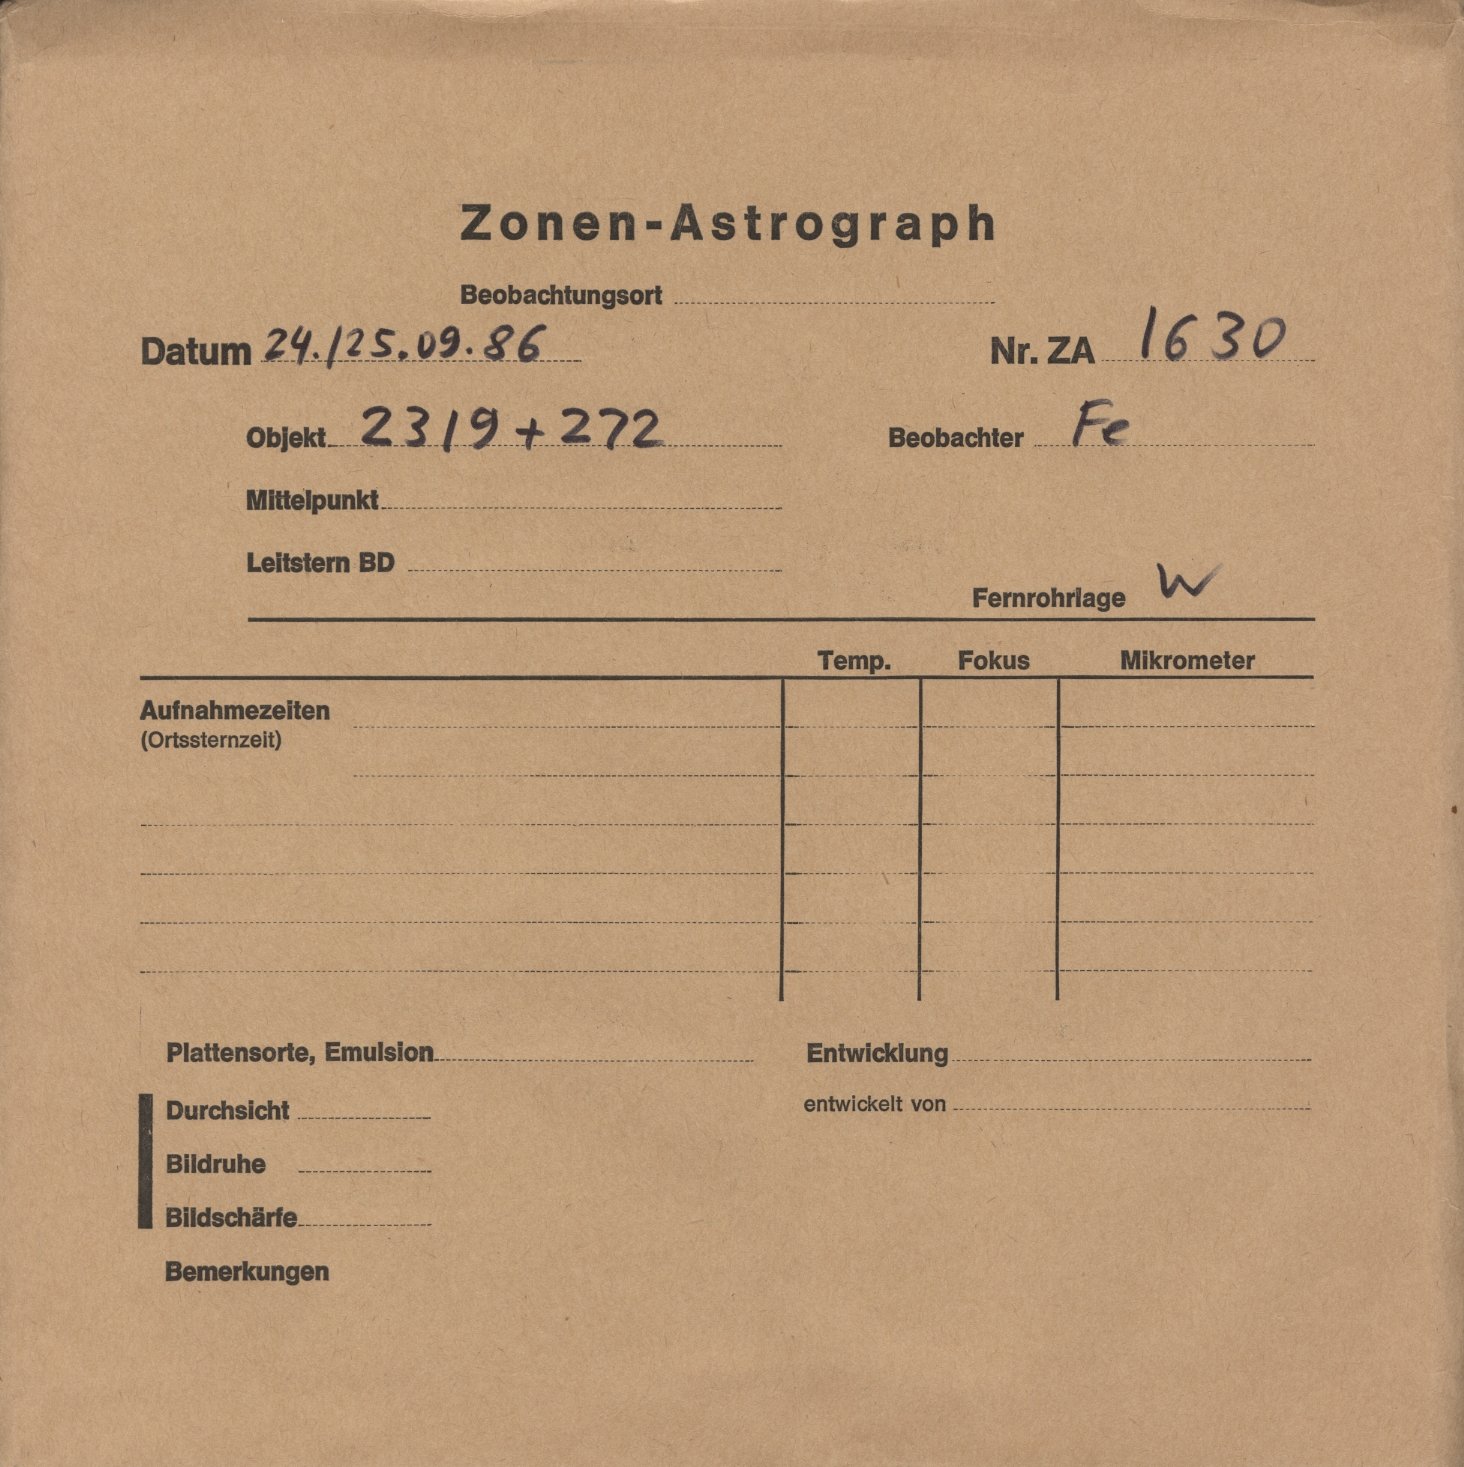 Zonen-Astrograph
Beobachtungsort
Datum 24./25.09.86 Nr. ZA 1630
Objekt 2319+272 Beobachter Fe
Mittelpunkt
Leitstern BD
Fernrohrlage W
Temp. Fokus Mikrometer
Aufnahmezeiten
(Ortssternzeit)
Plattensorte, Emulsion Entwicklung
Durchsicht entwickelt von
Bildruhe
Bildschärfe
Bemerkungen